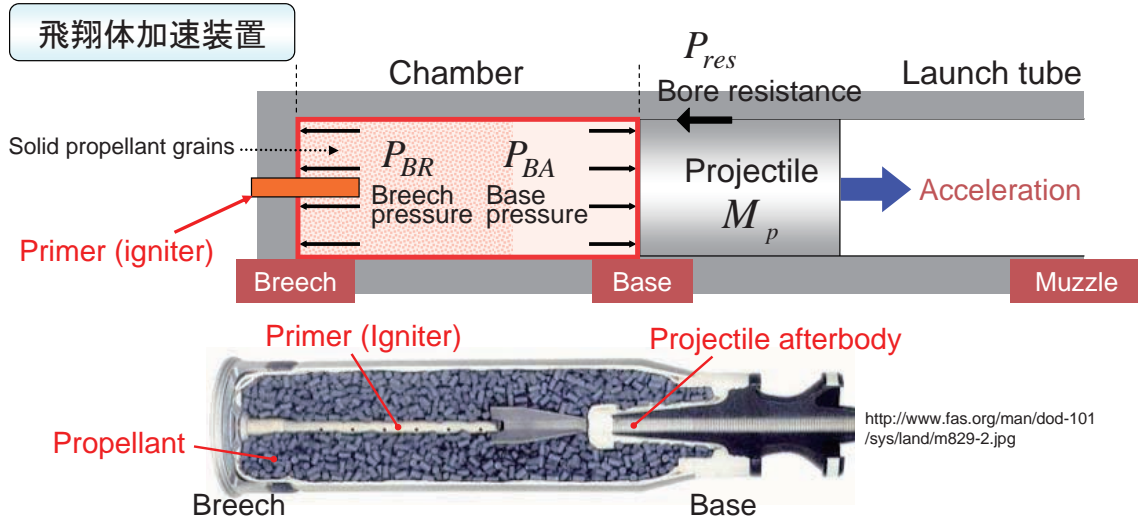 飛翔体加速装置
P_res
Chamber
Launch tube
Bore resistance
Solid propellant grains
P_BR
P_BA
Breech
pressure
Base
pressure
Projectile
M_p
Acceleration
Primer (igniter)
Breech
Base
Muzzle
Primer (Igniter)
Projectile afterbody
http://www.fas.org/man/dod-101
/sys/land/m829-2.jpg
Propellant
Breech
Base